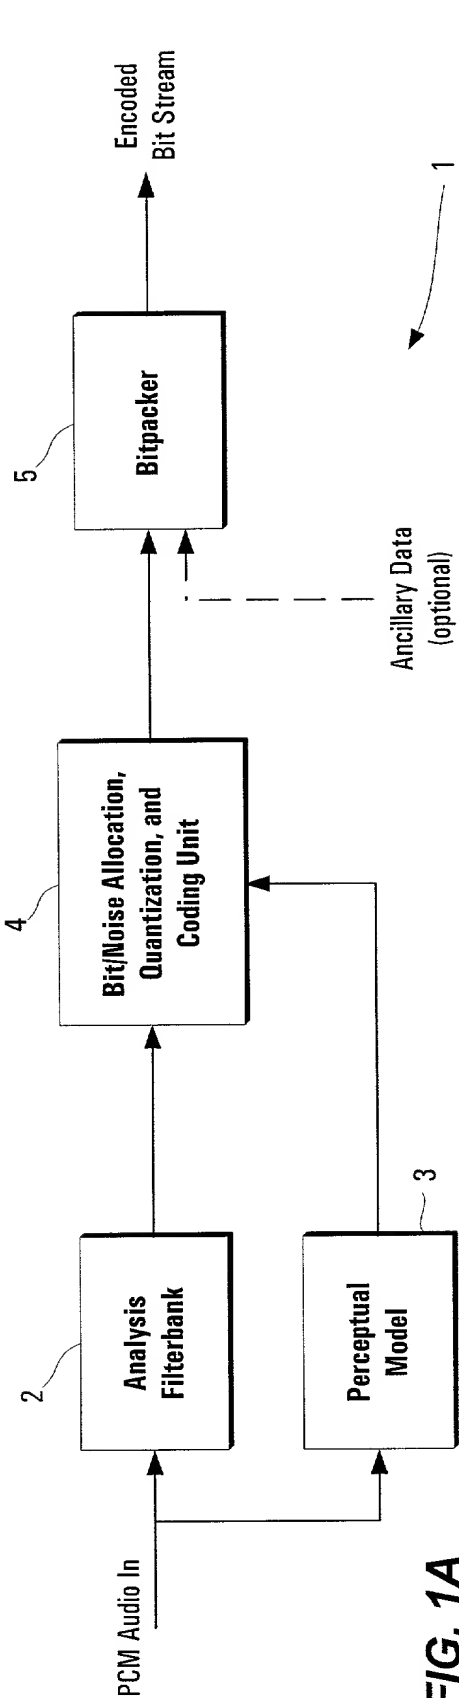 PCM Audio In
2
Analysis
Filterbank
Perceptual
Model
3
4
Bit/Noise Allocation,
Quantization, and
Coding Unit
5
Bitpacker
Ancillary Data
(optional)
Encoded
Bit Stream
1
FIG. 1A